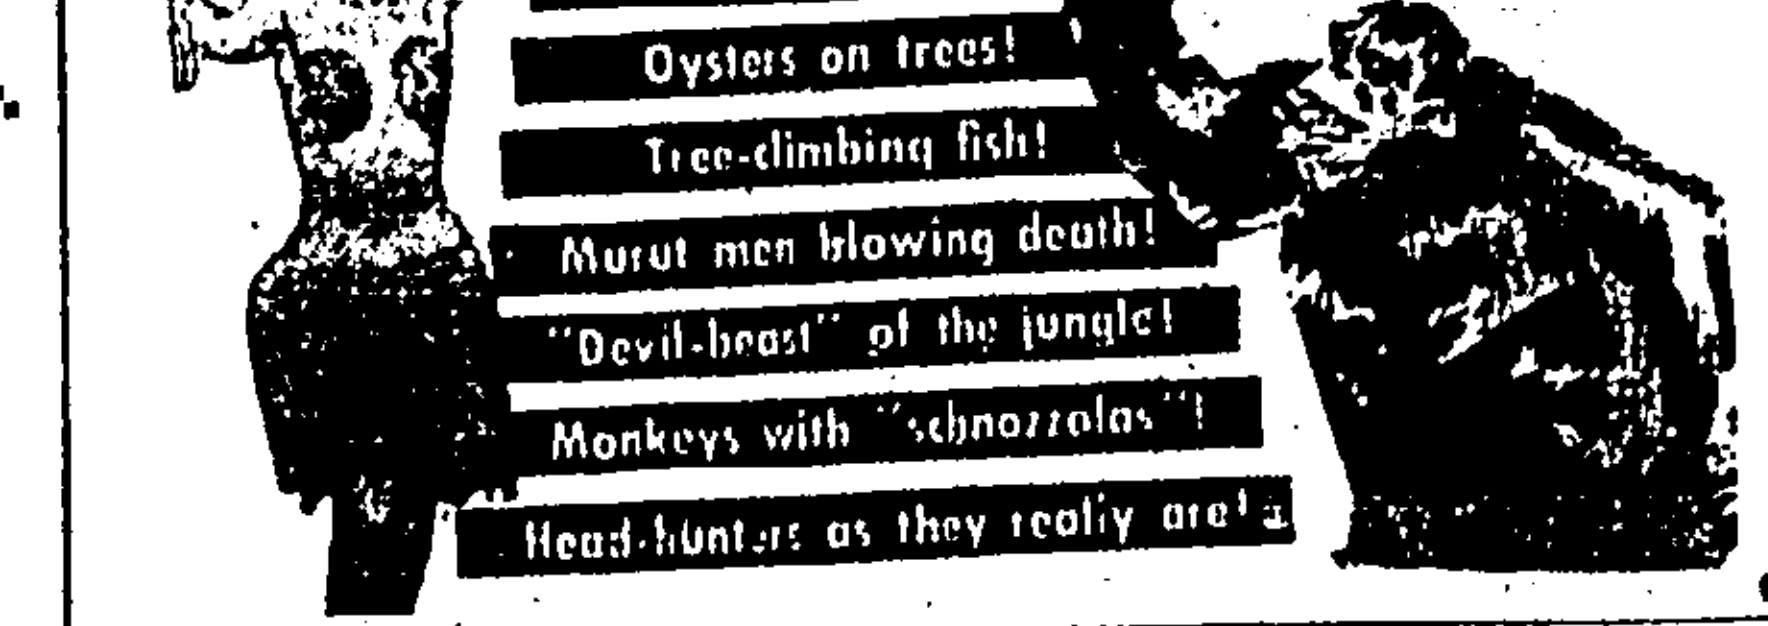 Oysters on trees!
Tree-climbing fish!
Murut men blowing death!
"Devil-beast" of the jungle!
Monkeys with "schnozzolas"!
Head-hunters as they really are!